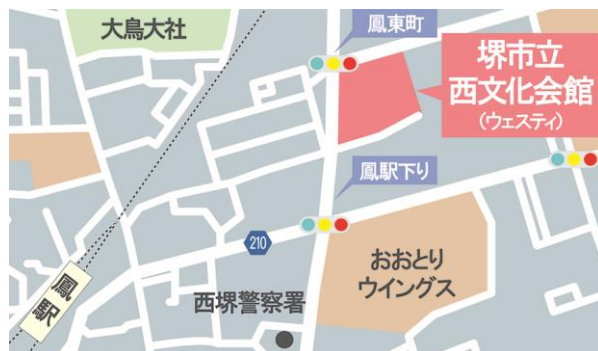 大鳥大社
鳳東町
堺市立
西文化会館
(ウェスティ)
鳳駅下り
210
おおとり
ウイングス
鳳駅
西堺警察署